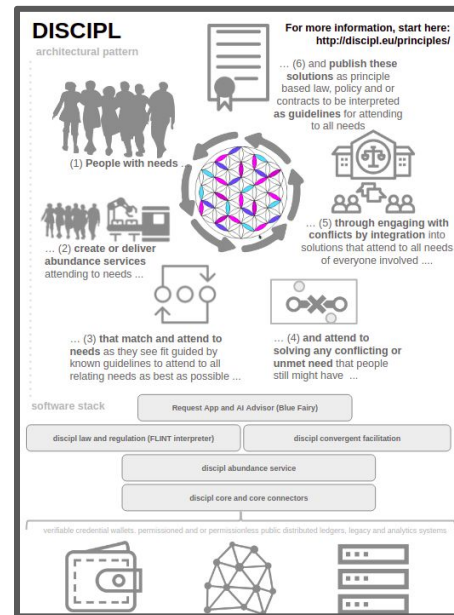 DISCIPL
architectural pattern
For more information, start here:
http://discipl.eu/principles/
(1) People with needs ...
... (2) create or deliver
abundance services
attending to needs ...
... (3) that match and attend to
needs as they see fit guided by
known guidelines to attend to all
relating needs as best as possible ...
... (4) and attend to
solving any conflicting or
unmet need that people
still might have ...
... (5) through engaging with
conflicts by integration into
solutions that attend to all needs
of everyone involved ....
... (6) and publish these
solutions as principle
based law, policy and or
contracts to be interpreted
as guidelines for attending
to all needs
software stack
Request App and AI Advisor (Blue Fairy)
discipl law and regulation (FLINT interpreter)
discipl convergent facilitation
discipl abundance service
discipl core and core connectors
verifiable credential wallets, permissioned and or permissionless public distributed ledgers, legacy and analytics systems